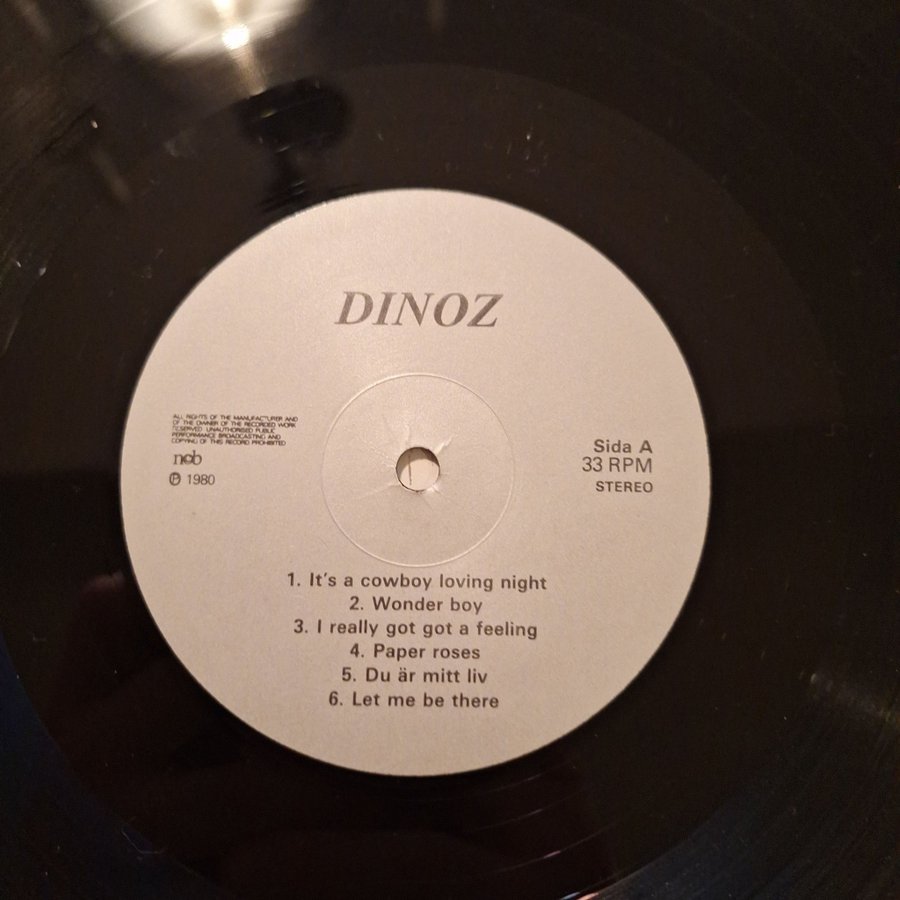 DINOZ
ALL RIGHTS OF THE MANUFACTURER AND
OF THE OWNER OF THE RECORDED WORK
RESERVED UNAUTHORISED PUBLIC
PERFORMANCE BROADCASTING AND
COPYING OF THIS RECORD PROHIBITED
ncb
℗ 1980
Sida A
33 RPM
STEREO
1. It's a cowboy loving night
2. Wonder boy
3. I really got got a feeling
4. Paper roses
5. Du är mitt liv
6. Let me be there